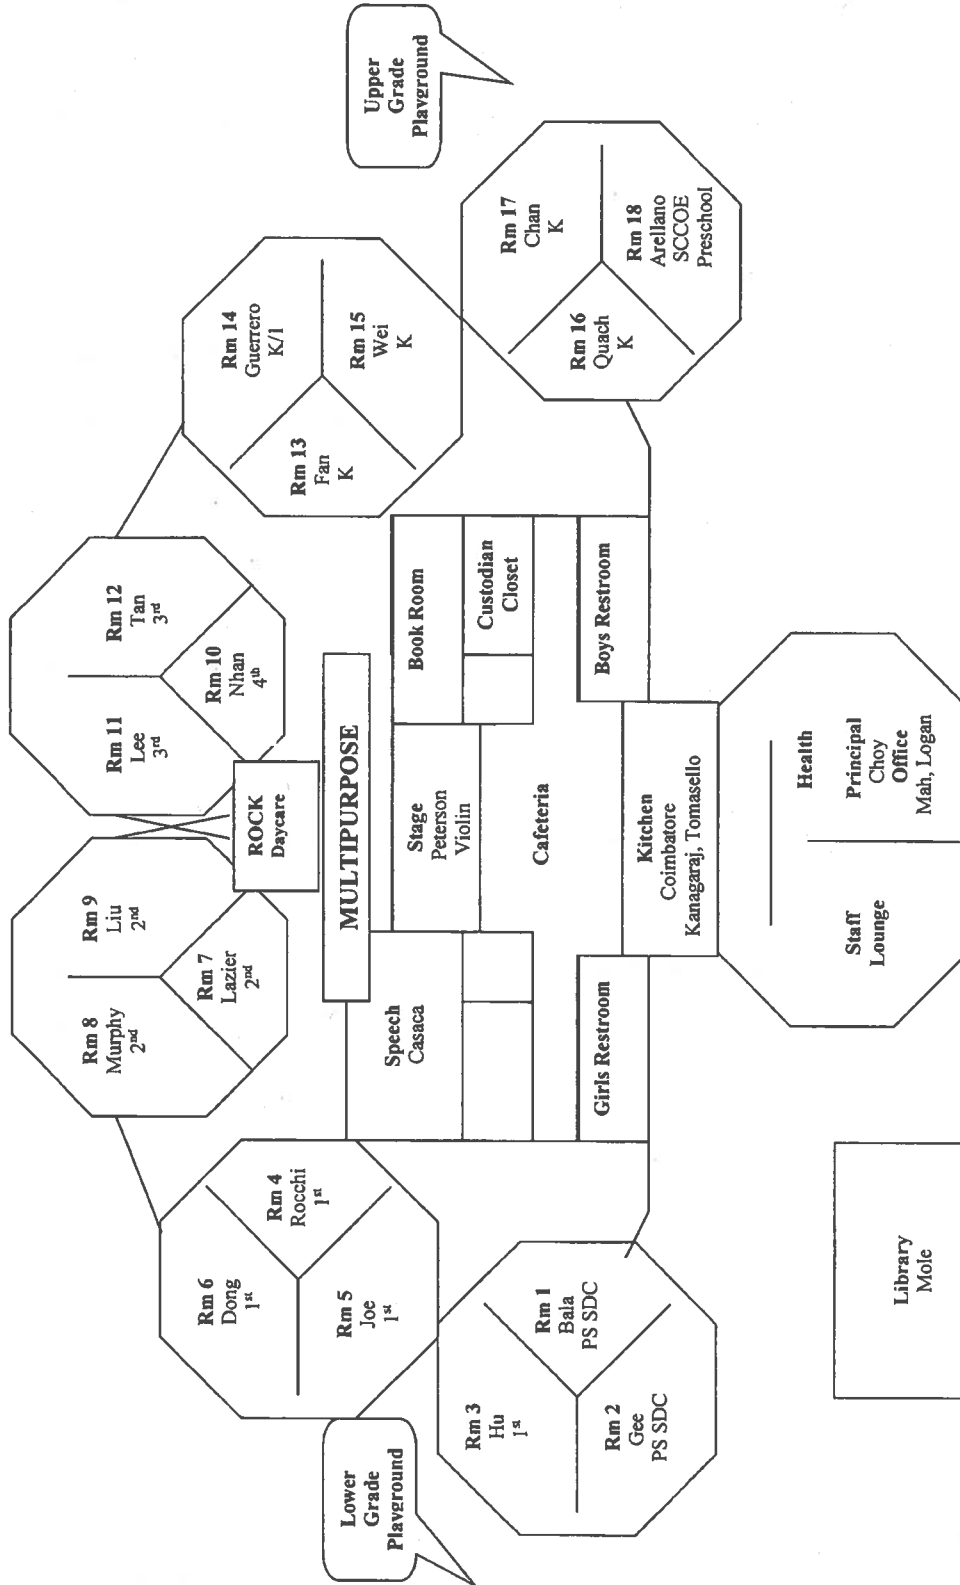 Lower
Grade
Playground
Upper
Grade
Playground
Rm 8
Murphy
2nd
Rm 9
Liu
2nd
Rm 7
Lazier
2nd
Rm 11
Lee
3rd
Rm 12
Tan
3rd
Rm 10
Nhan
4th
ROCK
Daycare
Rm 6
Dong
1st
Rm 4
Rocchi
1st
Rm 5
Joe
1st
MULTIPURPOSE
Rm 14
Guerrero
K/1
Rm 13
Fan
K
Rm 15
Wei
K
Speech
Casaca
Stage
Peterson
Violin
Book Room
Custodian
Closet
Cafeteria
Rm 3
Hu
1st
Rm 1
Bala
PS SDC
Rm 2
Gee
PS SDC
Girls Restroom
Kitchen
Coimbatore
Kanagaraj, Tomasello
Boys Restroom
Rm 17
Chan
K
Rm 16
Quach
K
Rm 18
Arellano
SCCOE
Preschool
Library
Mole
Staff
Lounge
Health
Principal
Choy
Office
Mah, Logan